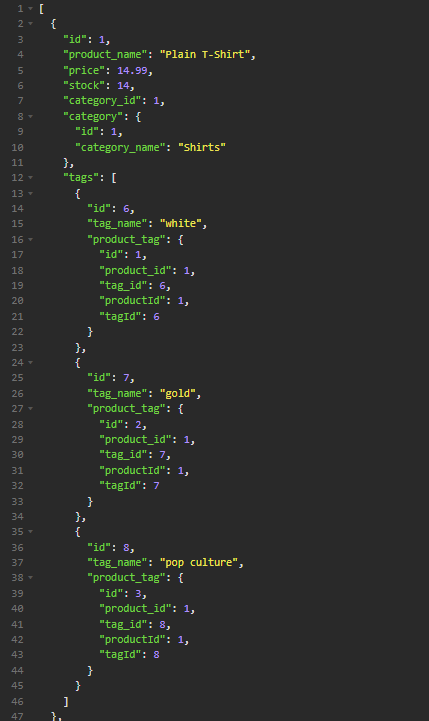 1 [
2   {
3     "id": 1,
4     "product_name": "Plain T-Shirt",
5     "price": 14.99,
6     "stock": 14,
7     "category_id": 1,
8     "category": {
9       "id": 1,
10       "category_name": "Shirts"
11     },
12     "tags": [
13       {
14         "id": 6,
15         "tag_name": "white",
16         "product_tag": {
17           "id": 1,
18           "product_id": 1,
19           "tag_id": 6,
20           "productId": 1,
21           "tagId": 6
22         }
23       },
24       {
25         "id": 7,
26         "tag_name": "gold",
27         "product_tag": {
28           "id": 2,
29           "product_id": 1,
30           "tag_id": 7,
31           "productId": 1,
32           "tagId": 7
33         }
34       },
35       {
36         "id": 8,
37         "tag_name": "pop culture",
38         "product_tag": {
39           "id": 3,
40           "product_id": 1,
41           "tag_id": 8,
42           "productId": 1,
43           "tagId": 8
44         }
45       }
46     ]
47   },